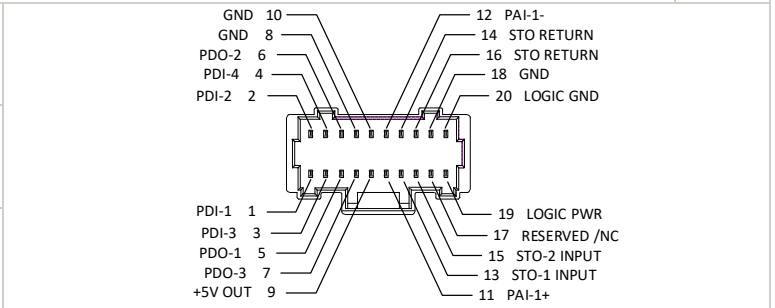 GND 10
GND 8
PDO-2 6
PDI-4 4
PDI-2 2
12 PAI-1-
14 STO RETURN
16 STO RETURN
18 GND
20 LOGIC GND
PDI-1 1
PDI-3 3
PDO-1 5
PDO-3 7
+5V OUT 9
19 LOGIC PWR
17 RESERVED /NC
15 STO-2 INPUT
13 STO-1 INPUT
11 PAI-1+